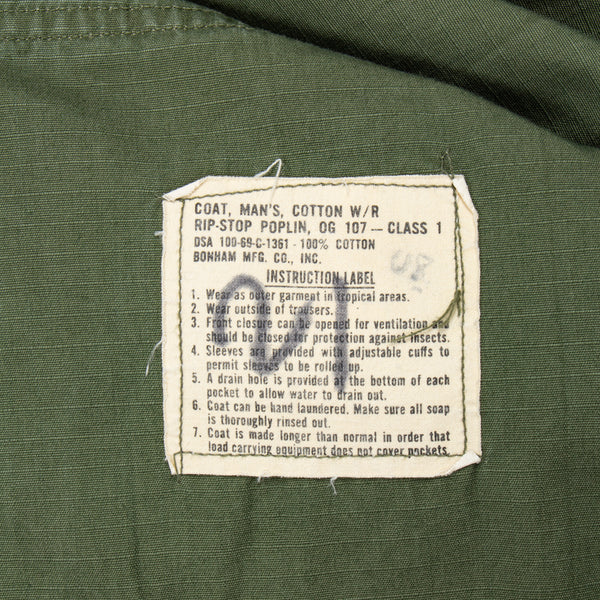 COAT, MAN'S, COTTON W/R
RIP-STOP POPLIN, OG 107 — CLASS 1
DSA 100-69-C-1361 - 100% COTTON
BONHAM MFG. CO., INC.
INSTRUCTION LABEL
1. Wear as outer garment in tropical areas.
2. Wear outside of trousers.
3. Front closure can be opened for ventilation and
should be closed for protection against insects.
4. Sleeves are provided with adjustable cuffs to
permit sleeves to be rolled up.
5. A drain hole is provided at the bottom of each
pocket to allow water to drain out.
6. Coat can be hand laundered. Make sure all soap
is thoroughly rinsed out.
7. Coat is made longer than normal in order that
load carrying equipment does not cover pockets